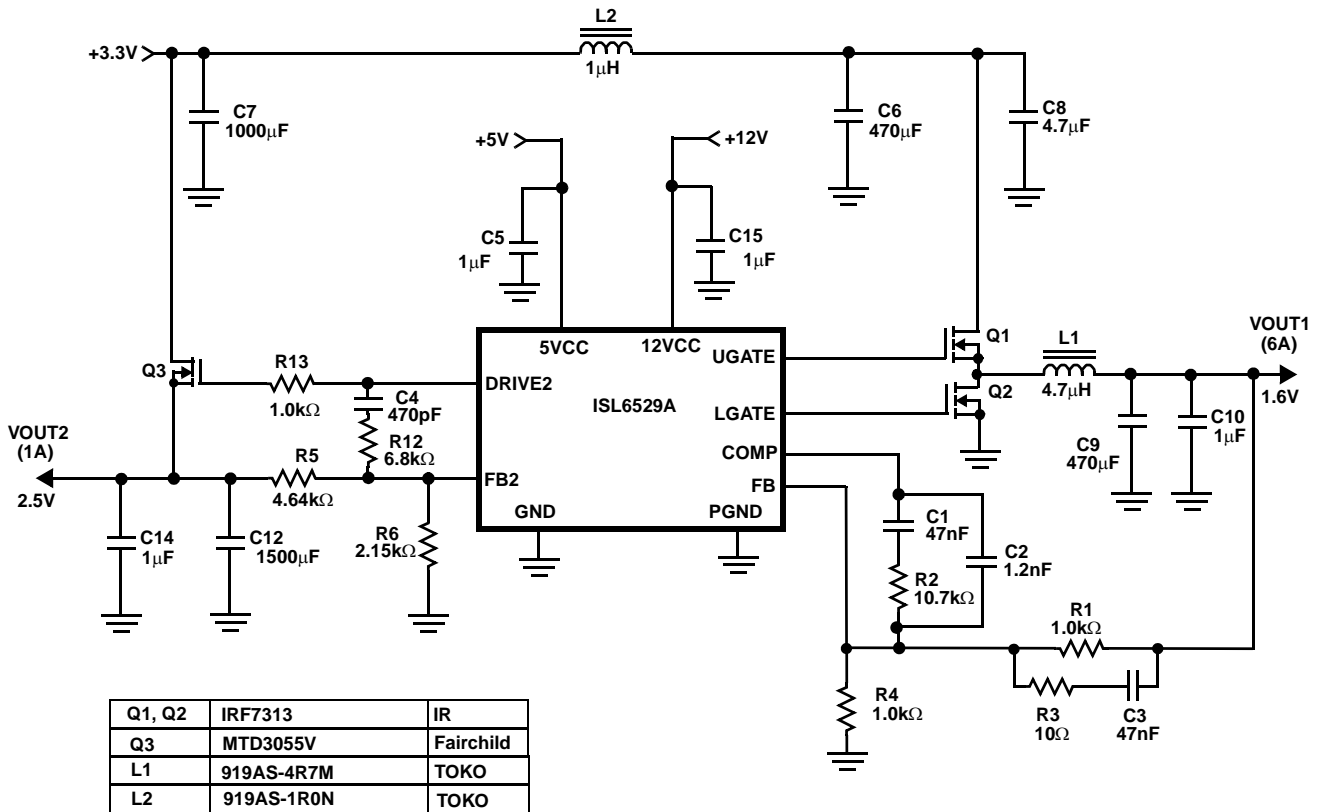 L2
+3.3V
1µH
C7
1000µF
C6
470µF
C8
4.7µF
+5V
+12V
C5
1µF
C15
1µF
Q3
R13
1.0kΩ
C4
470pF
R12
6.8kΩ
VOUT2
(1A)
2.5V
R5
4.64kΩ
C14
1µF
C12
1500µF
R6
2.15kΩ
5VCC
12VCC
UGATE
DRIVE2
ISL6529A
LGATE
COMP
FB2
FB
GND
PGND
Q1
Q2
L1
4.7µH
VOUT1
(6A)
1.6V
C9
470µF
C10
1µF
C1
47nF
C2
1.2nF
R2
10.7kΩ
R1
1.0kΩ
R4
1.0kΩ
R3
10Ω
C3
47nF
Q1, Q2 IRF7313 IR
Q3 MTD3055V Fairchild
L1 919AS-4R7M TOKO
L2 919AS-1R0N TOKO